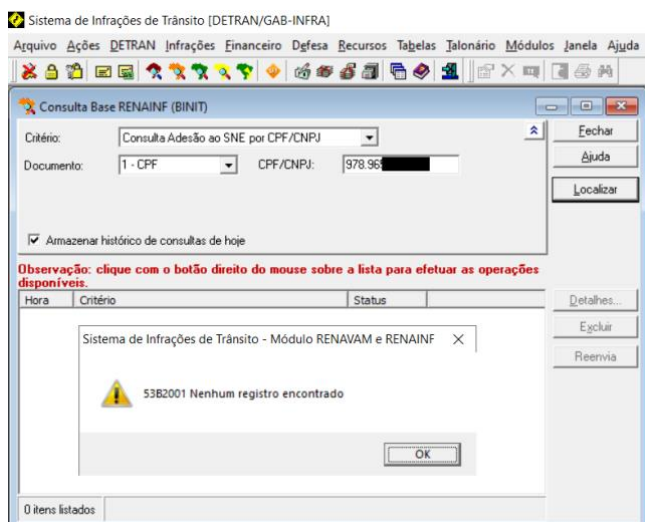 Sistema de Infrações de Trânsito [DETRAN/GAB-INFRA]
Arquivo Ações DETRAN Infrações Financeiro Defesa Recursos Tabelas Talonário Módulos Janela Ajuda
Consulta Base RENAINF (BINIT)
Critério: Consulta Adesão ao SNE por CPF/CNPJ
Fechar
Documento: 1 - CPF CPF/CNPJ: 978.965
Ajuda
Localizar
Armazenar histórico de consultas de hoje
Observação: clique com o botão direito do mouse sobre a lista para efetuar as operações
disponíveis.
Hora Critério Status
Detalhes...
Excluir
Reenvia
Sistema de Infrações de Trânsito - Módulo RENAVAM e RENAINF
53B2001 Nenhum registro encontrado
OK
0 itens listados